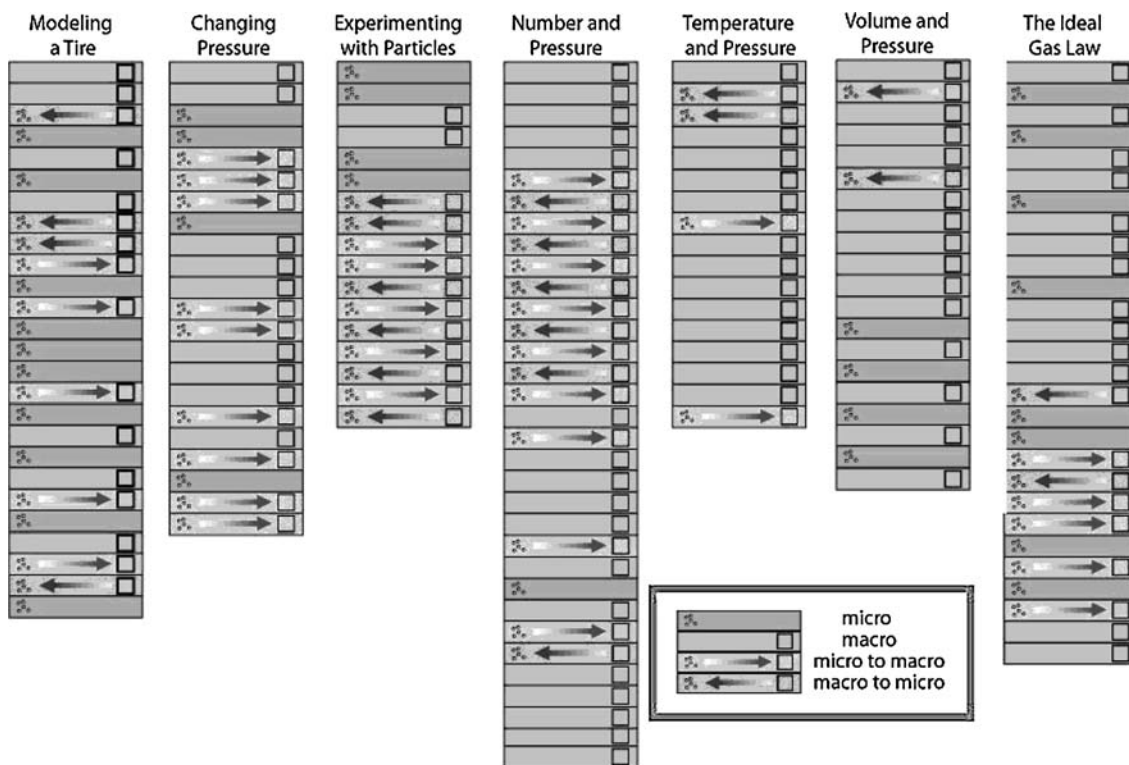 Modeling
a Tire
Changing
Pressure
Experimenting
with Particles
Number and
Pressure
Temperature
and Pressure
Volume and
Pressure
The Ideal
Gas Law
micro
macro
micro to macro
macro to micro